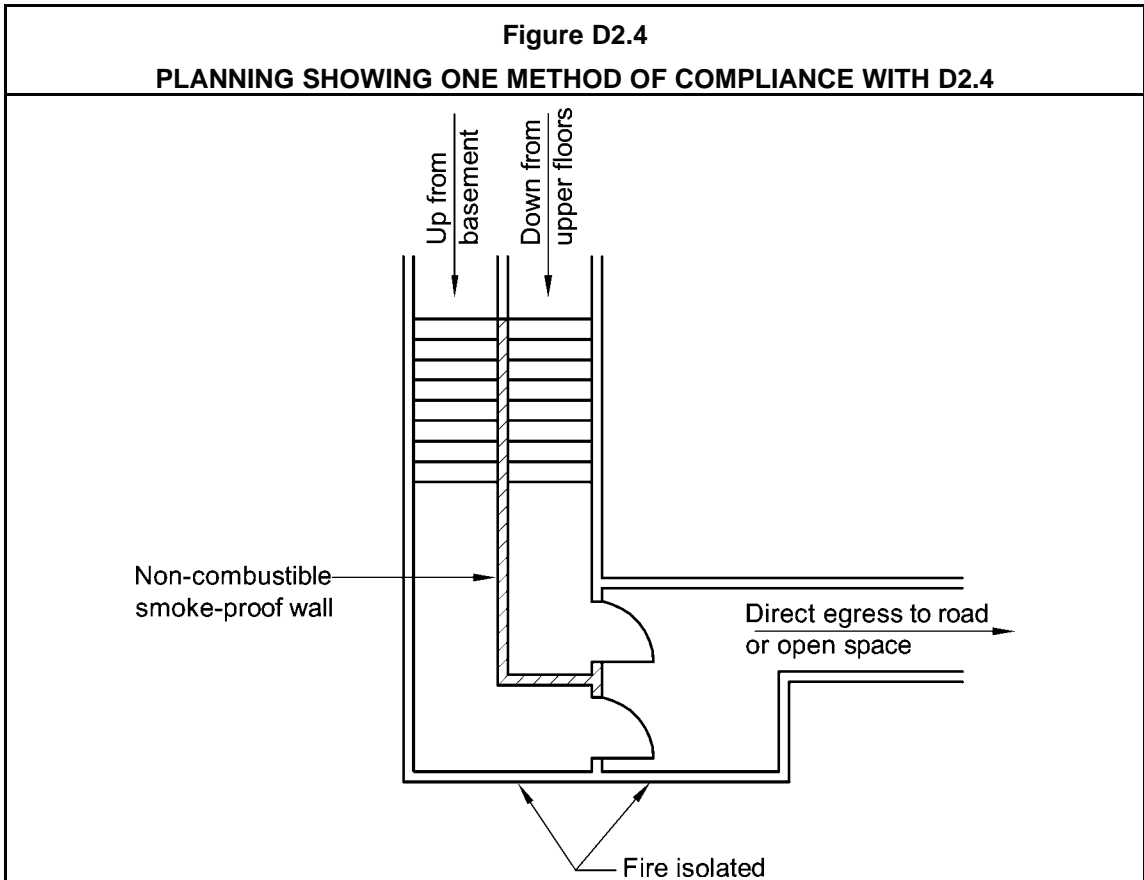 Figure D2.4
PLANNING SHOWING ONE METHOD OF COMPLIANCE WITH D2.4
Up from
basement
Down from
upper floors
Non-combustible
smoke-proof wall
Direct egress to road
or open space
Fire isolated